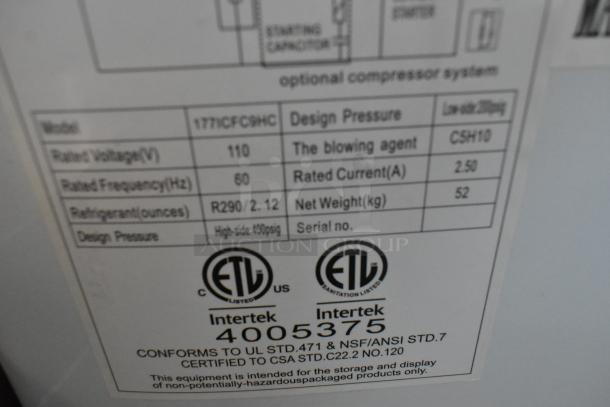 STARTING
CAPACITOR
STARTER
optional compressor system
Model 177ICFC9HC Design Pressure Low-side:200psig
Rated Voltage(V) 110 The blowing agent C5H10
Rated Frequency(Hz) 60 Rated Current(A) 2.50
Refrigerant(ounces) R290/2.12 Net Weight(kg) 52
Design Pressure High-side:450psig Serial no.
AUCTION GROUP
ETL ETL
C LISTED US SANITATION LISTED
Intertek Intertek
4005375
CONFORMS TO UL STD.471 & NSF/ANSI STD.7
CERTIFIED TO CSA STD.C22.2 NO.120
This equipment is intended for the storage and display
of non-potentially-hazardouspackaged products only.